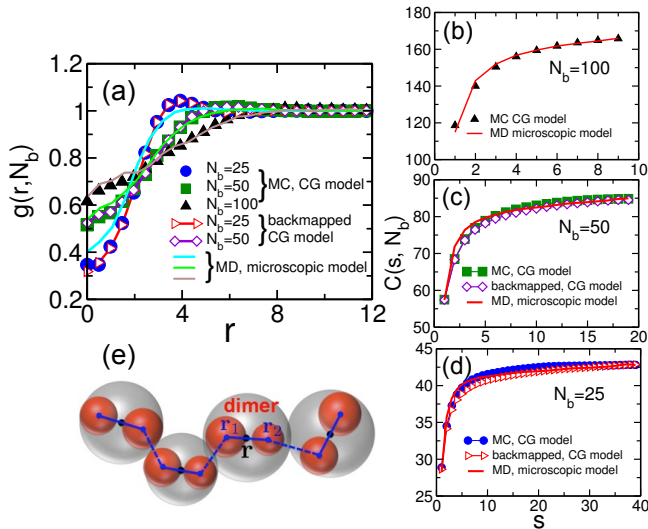 (a)
g(r,N_b)
1.2
1
0.8
0.6
0.4
0.2
0 4 8 12
r
N_b=25
N_b=50
N_b=100
} MC, CG model
N_b=25
N_b=50
} backmapped CG model
} MD, microscopic model
(b)
180
160
140
120
100
0 2 4 6 8 10
N_b=100
MC CG model
MD microscopic model
(c)
C(s, N_b)
90
80
70
60
50
0 5 10 15 20
N_b=50
MC, CG model
backmapped, CG model
MD, microscopic model
(d)
45
40
35
30
25
0 10 20 30 40
s
N_b=25
MC, CG model
backmapped, CG model
MD, microscopic model
(e)
dimer
r_1 r_2
r